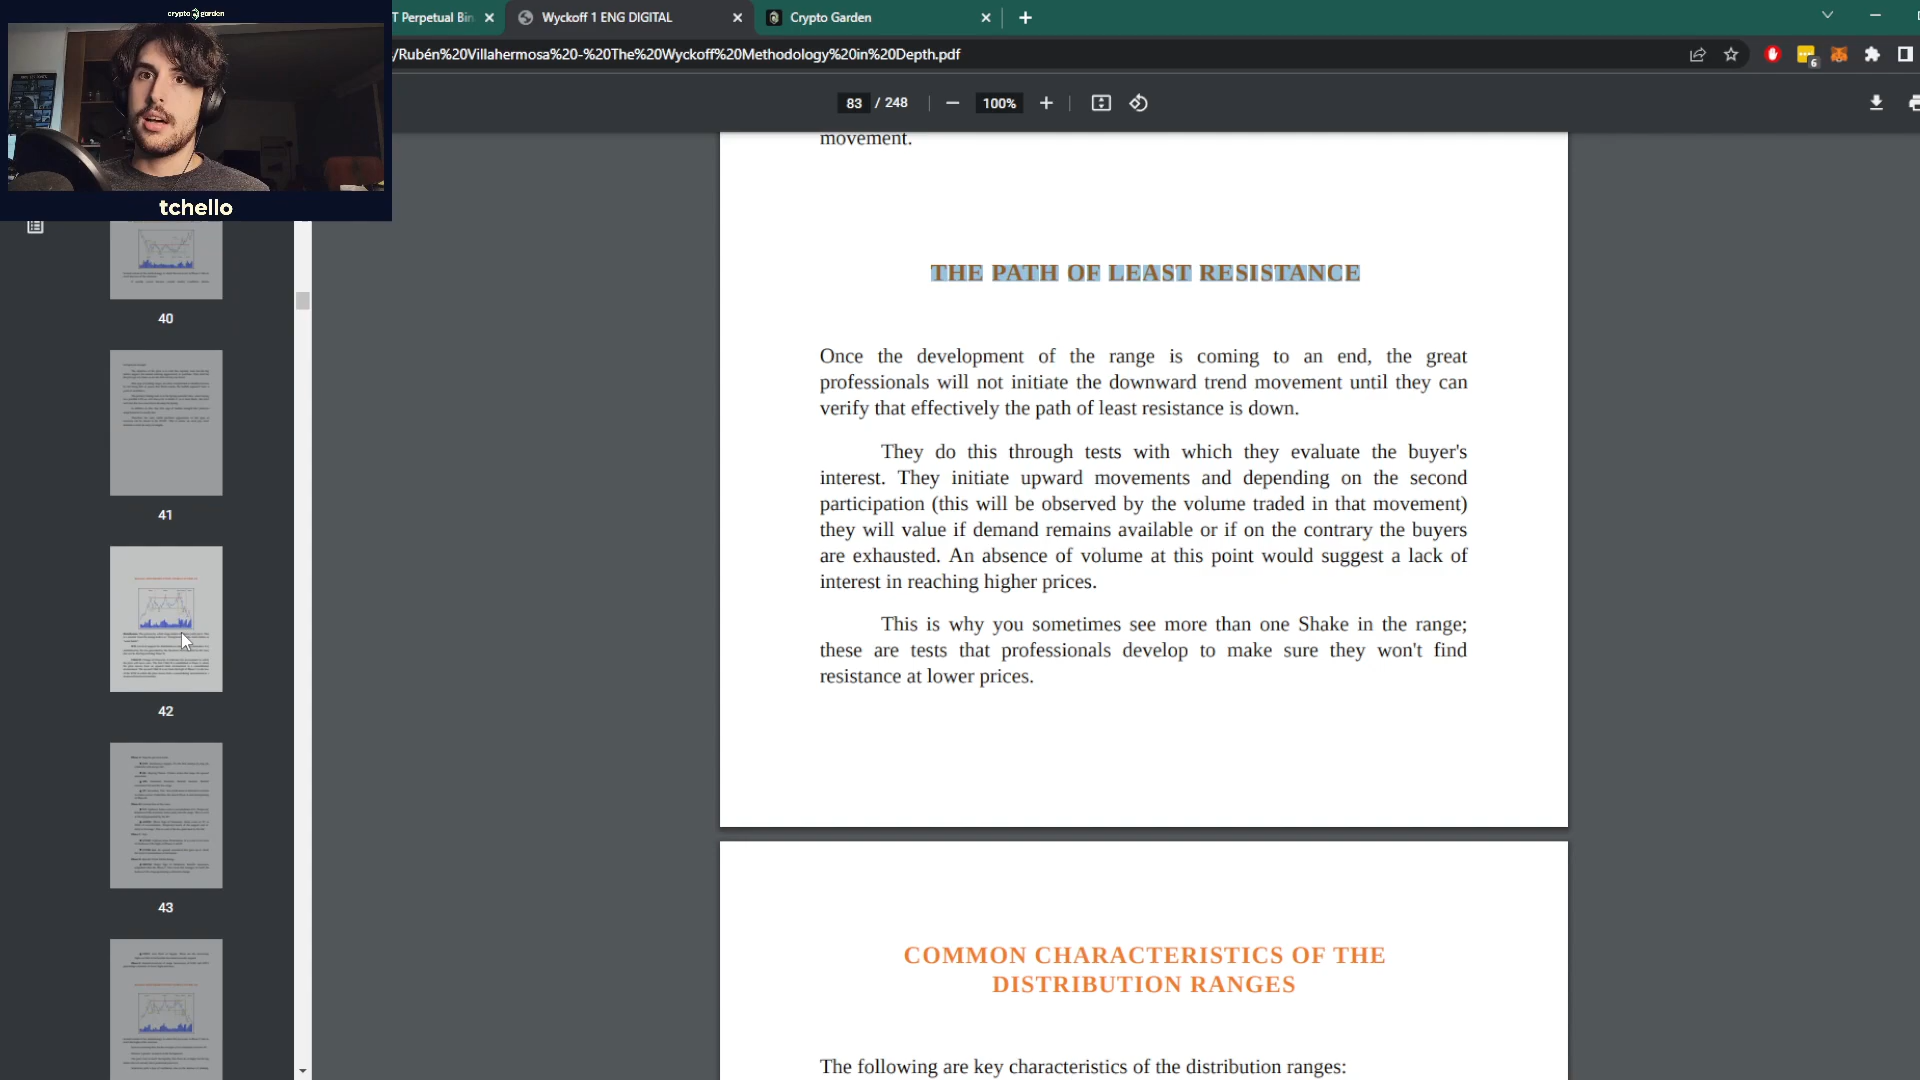 crypto garden
tchello
T Perpetual Bin
Wyckoff 1 ENG DIGITAL
Crypto Garden
/Rubén%20Villahermosa%20-%20The%20Wyckoff%20Methodology%20in%20Depth.pdf
6
83 / 248
100%
40
41
42
43
movement.
THE PATH OF LEAST RESISTANCE
Once the development of the range is coming to an end, the great
professionals will not initiate the downward trend movement until they can
verify that effectively the path of least resistance is down.
They do this through tests with which they evaluate the buyer's
interest. They initiate upward movements and depending on the second
participation (this will be observed by the volume traded in that movement)
they will value if demand remains available or if on the contrary the buyers
are exhausted. An absence of volume at this point would suggest a lack of
interest in reaching higher prices.
This is why you sometimes see more than one Shake in the range;
these are tests that professionals develop to make sure they won't find
resistance at lower prices.
COMMON CHARACTERISTICS OF THE
DISTRIBUTION RANGES
The following are key characteristics of the distribution ranges: